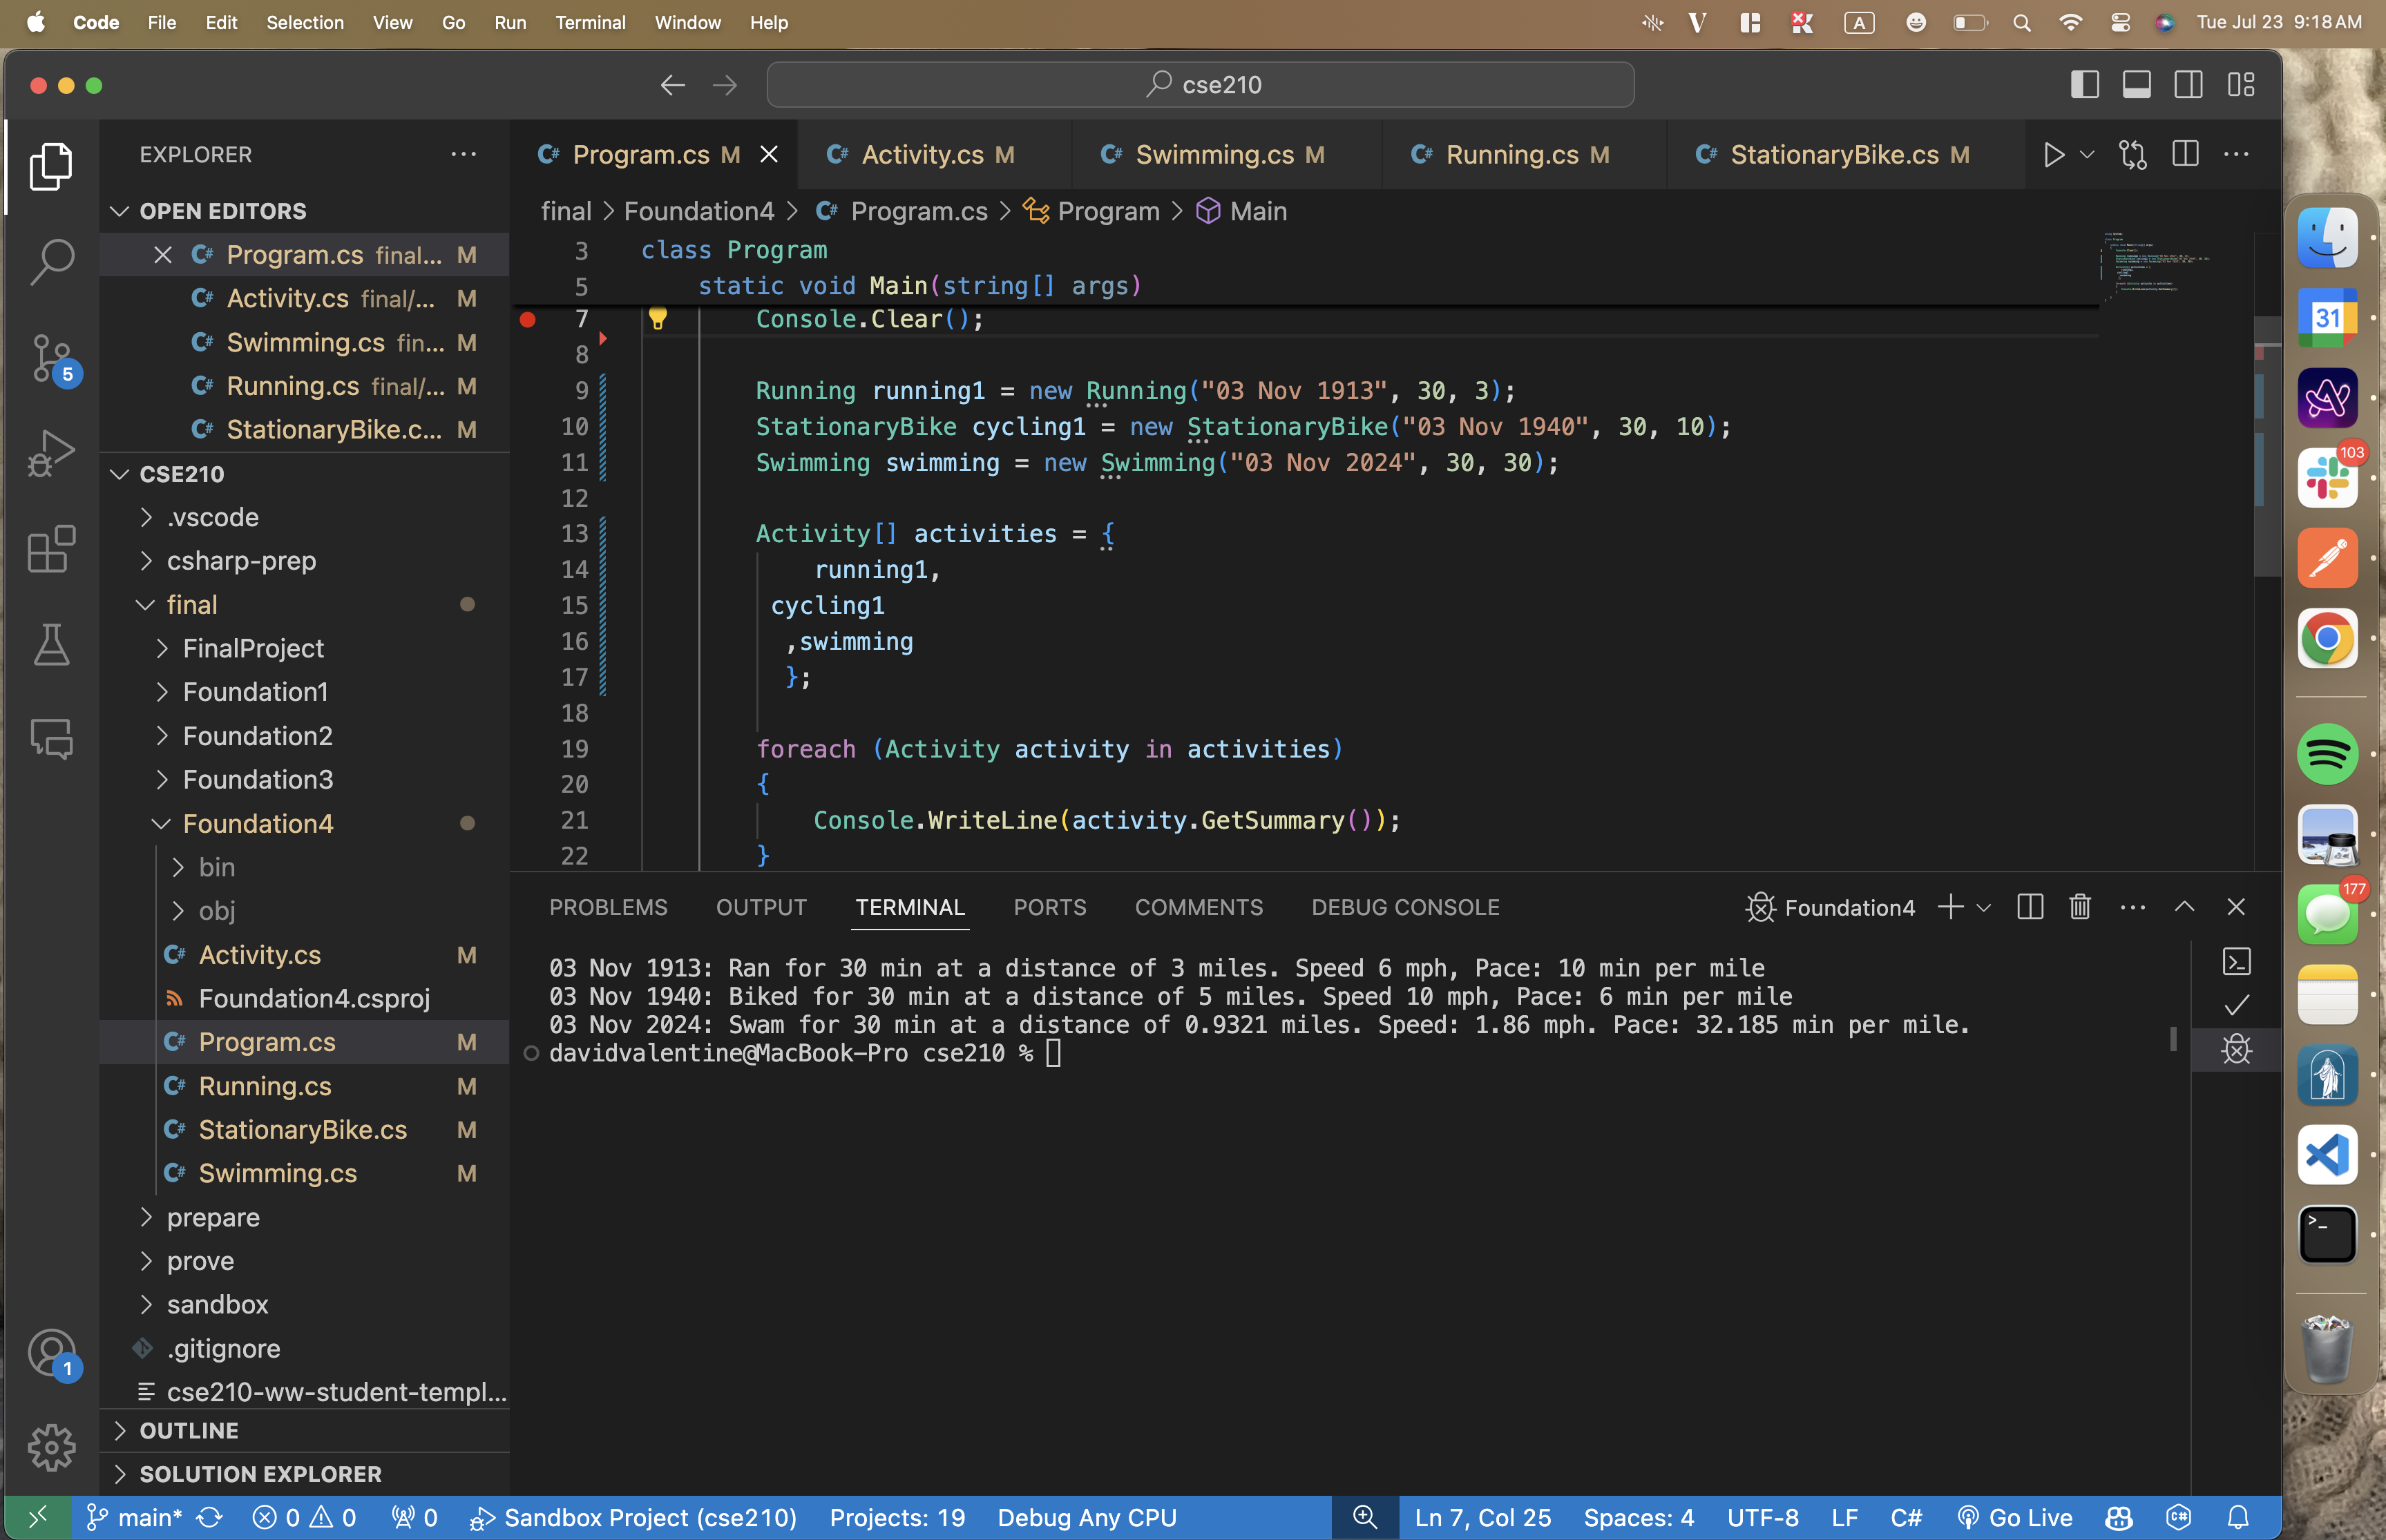 Code File Edit Selection View Go Run Terminal Window Help
A
Tue Jul 23 9:18 AM
cse210
EXPLORER
OPEN EDITORS
Program.cs final... M
Activity.cs final/... M
Swimming.cs fin... M
Running.cs final/... M
StationaryBike.c... M
CSE210
.vscode
csharp-prep
final
FinalProject
Foundation1
Foundation2
Foundation3
Foundation4
bin
obj
Activity.cs M
Foundation4.csproj
Program.cs M
Running.cs M
StationaryBike.cs M
Swimming.cs M
prepare
prove
sandbox
.gitignore
cse210-ww-student-templ...
OUTLINE
SOLUTION EXPLORER
5
1
Program.cs M Activity.cs M Swimming.cs M Running.cs M StationaryBike.cs M
final > Foundation4 > Program.cs > Program > Main
3 class Program
5 static void Main(string[] args)
7 Console.Clear();
8
9 Running running1 = new Running("03 Nov 1913", 30, 3);
10 StationaryBike cycling1 = new StationaryBike("03 Nov 1940", 30, 10);
11 Swimming swimming = new Swimming("03 Nov 2024", 30, 30);
12
13 Activity[] activities = {
14 running1,
15 cycling1
16 ,swimming
17 };
18
19 foreach (Activity activity in activities)
20 {
21 Console.WriteLine(activity.GetSummary());
22 }
PROBLEMS OUTPUT TERMINAL PORTS COMMENTS DEBUG CONSOLE
Foundation4
03 Nov 1913: Ran for 30 min at a distance of 3 miles. Speed 6 mph, Pace: 10 min per mile
03 Nov 1940: Biked for 30 min at a distance of 5 miles. Speed 10 mph, Pace: 6 min per mile
03 Nov 2024: Swam for 30 min at a distance of 0.9321 miles. Speed: 1.86 mph. Pace: 32.185 min per mile.
davidvalentine@MacBook-Pro cse210 %
main* 0 0 0 Sandbox Project (cse210) Projects: 19 Debug Any CPU
Ln 7, Col 25 Spaces: 4 UTF-8 LF C# Go Live
31
103
177